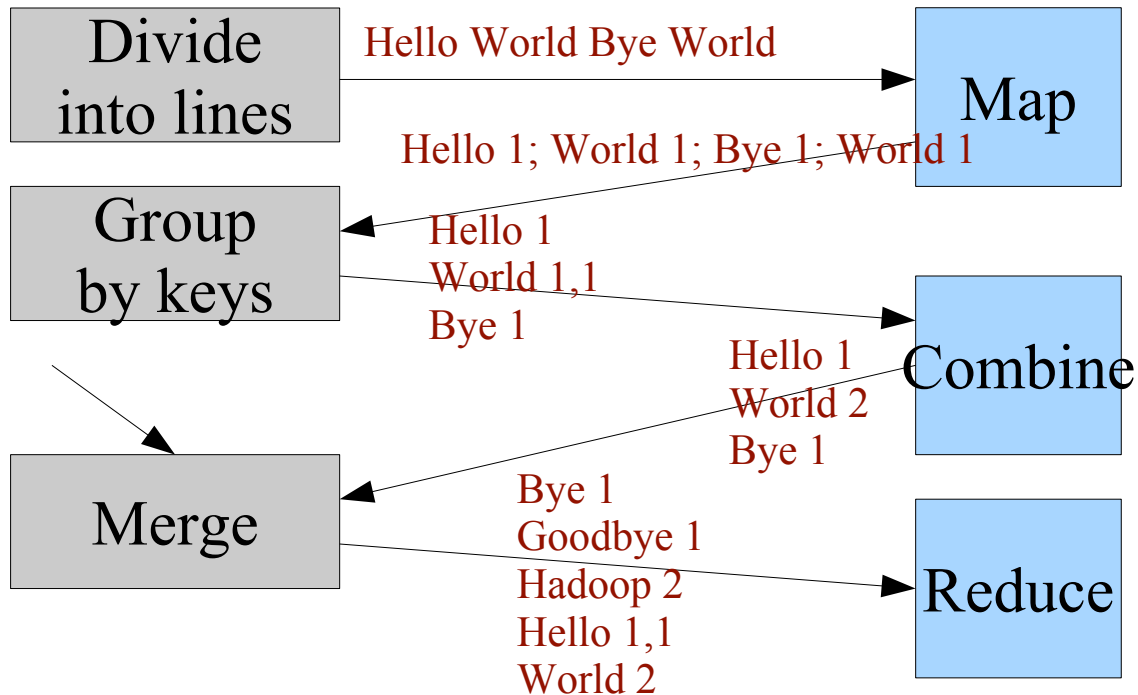 Divide
into lines
Hello World Bye World
Map
Hello 1; World 1; Bye 1; World 1
Group
by keys
Hello 1
World 1,1
Bye 1
Combine
Hello 1
World 2
Bye 1
Merge
Bye 1
Goodbye 1
Hadoop 2
Hello 1,1
World 2
Reduce